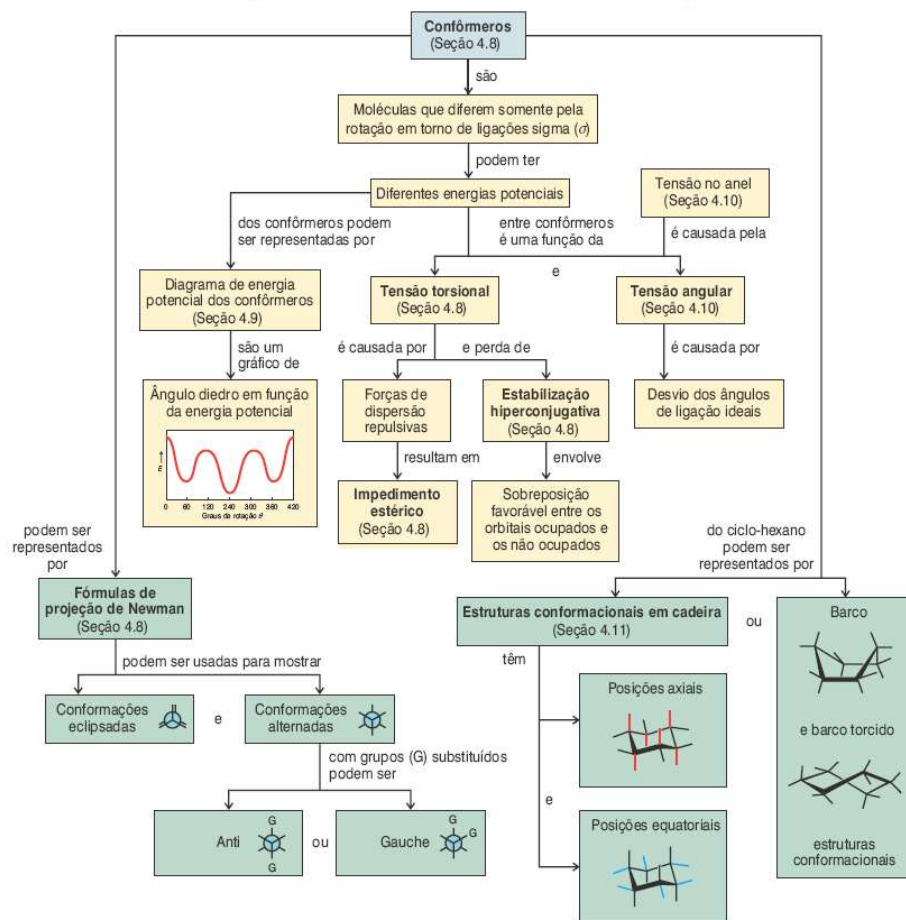 Confôrmeros
(Seção 4.8)
são
Moléculas que diferem somente pela
rotação em torno de ligações sigma (σ)
podem ter
Diferentes energias potenciais
Tensão no anel
(Seção 4.10)
dos confôrmeros podem
ser representadas por
entre confôrmeros
é uma função da
é causada pela
e
Diagrama de energia
potencial dos confôrmeros
(Seção 4.9)
Tensão torsional
(Seção 4.8)
Tensão angular
(Seção 4.10)
são um
gráfico de
é causada por
e perda de
é causada por
Ângulo diedro em função
da energia potencial
E
0 60 120 240 300 360 420
Graus de rotação θ
Forças de
dispersão
repulsivas
Estabilização
hiperconjugativa
(Seção 4.8)
Desvio dos ângulos
de ligação ideais
resultam em
envolve
Impedimento
estérico
(Seção 4.8)
Sobreposição
favorável entre os
orbitais ocupados e
os não ocupados
podem ser
representados
por
do ciclo-hexano
podem ser
representados por
Fórmulas de
projeção de Newman
(Seção 4.8)
Estruturas conformacionais em cadeira
(Seção 4.11)
ou
Barco
e barco torcido
estruturas
conformacionais
podem ser usadas para mostrar
têm
Conformações
eclipsadas
e
Conformações
alternadas
Posições axiais
com grupos (G) substituídos
podem ser
e
Anti
G
G
ou
Gauche
G
G
Posições equatoriais